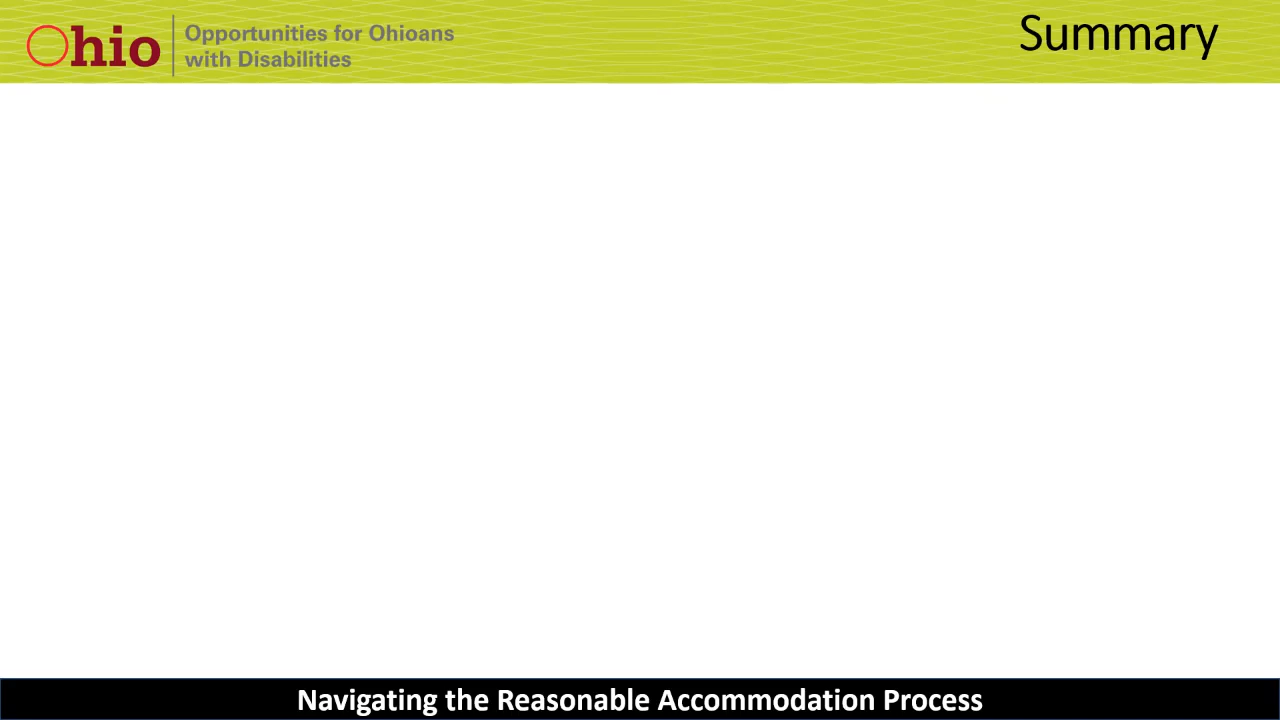 Ohio
Opportunities for Ohioans
with Disabilities
Summary
Navigating the Reasonable Accommodation Process